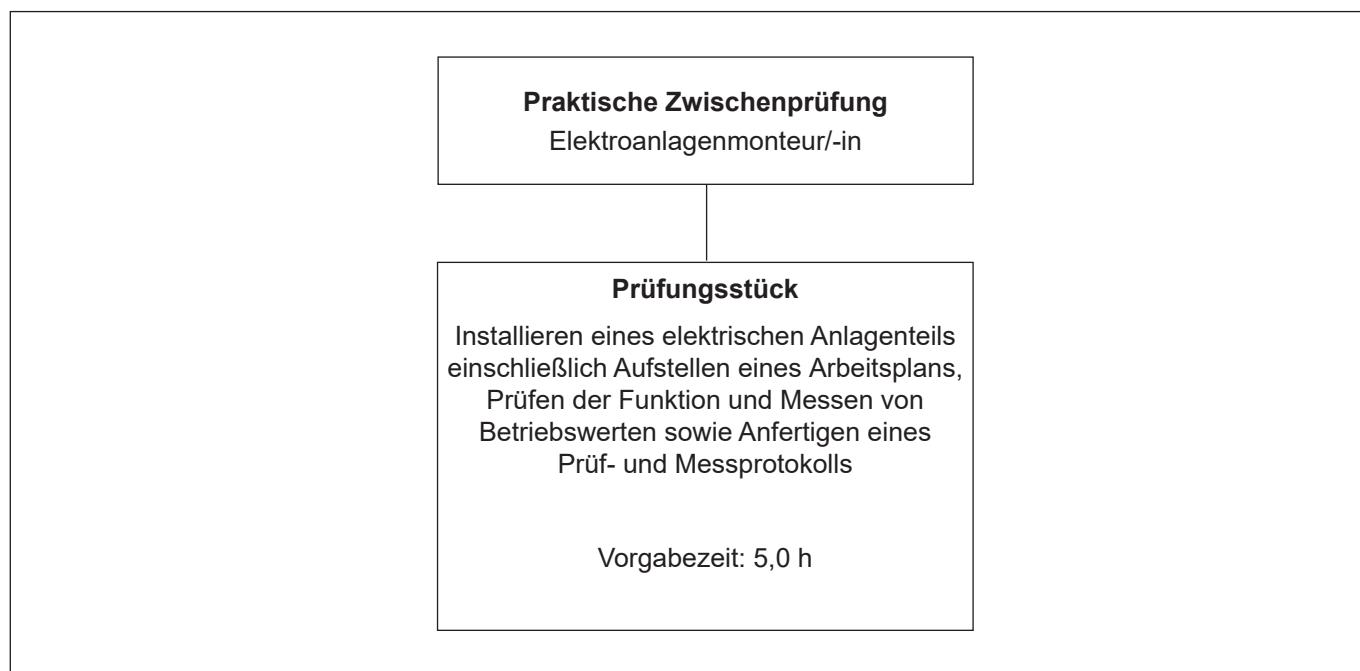 Praktische Zwischenprüfung
Elektroanlagenmonteur/-in
Prüfungsstück
Installieren eines elektrischen Anlagenteils
einschließlich Aufstellen eines Arbeitsplans,
Prüfen der Funktion und Messen von
Betriebswerten sowie Anfertigen eines
Prüf- und Messprotokolls
Vorgabezeit: 5,0 h